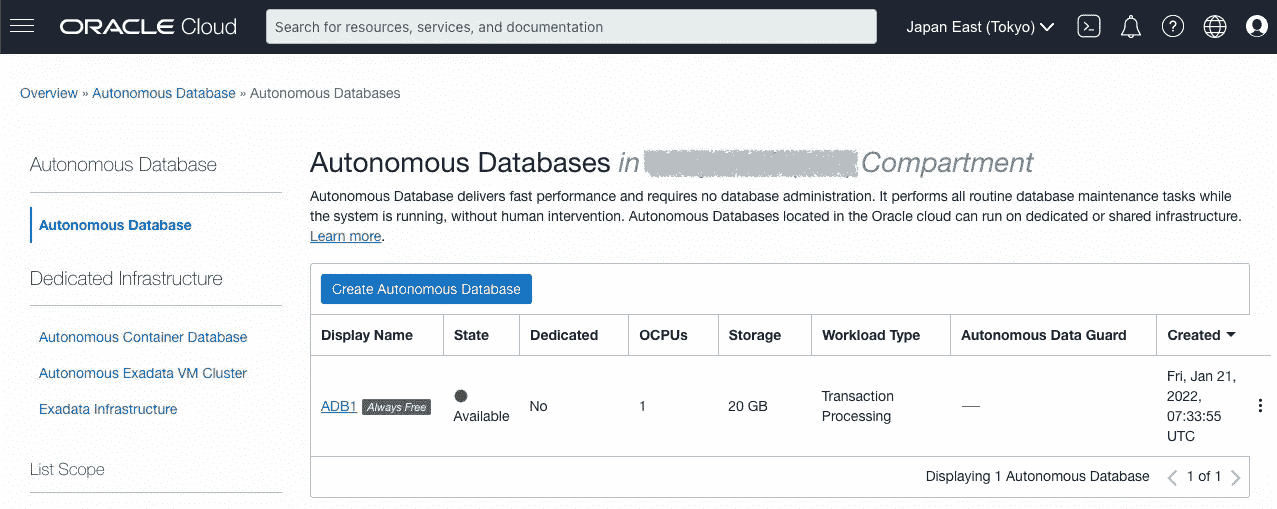 ORACLE Cloud
Search for resources, services, and documentation
Japan East (Tokyo)
Overview » Autonomous Database » Autonomous Databases
Autonomous Database
Autonomous Database
Dedicated Infrastructure
Autonomous Container Database
Autonomous Exadata VM Cluster
Exadata Infrastructure
List Scope
Autonomous Databases in Compartment
Autonomous Database delivers fast performance and requires no database administration. It performs all routine database maintenance tasks while
the system is running, without human intervention. Autonomous Databases located in the Oracle cloud can run on dedicated or shared infrastructure.
Learn more.
Create Autonomous Database
Display Name State Dedicated OCPUs Storage Workload Type Autonomous Data Guard Created
ADB1 Always Free
Available
No
1
20 GB
Transaction
Processing
—
Fri, Jan 21,
2022,
07:33:55
UTC
Displaying 1 Autonomous Database 1 of 1